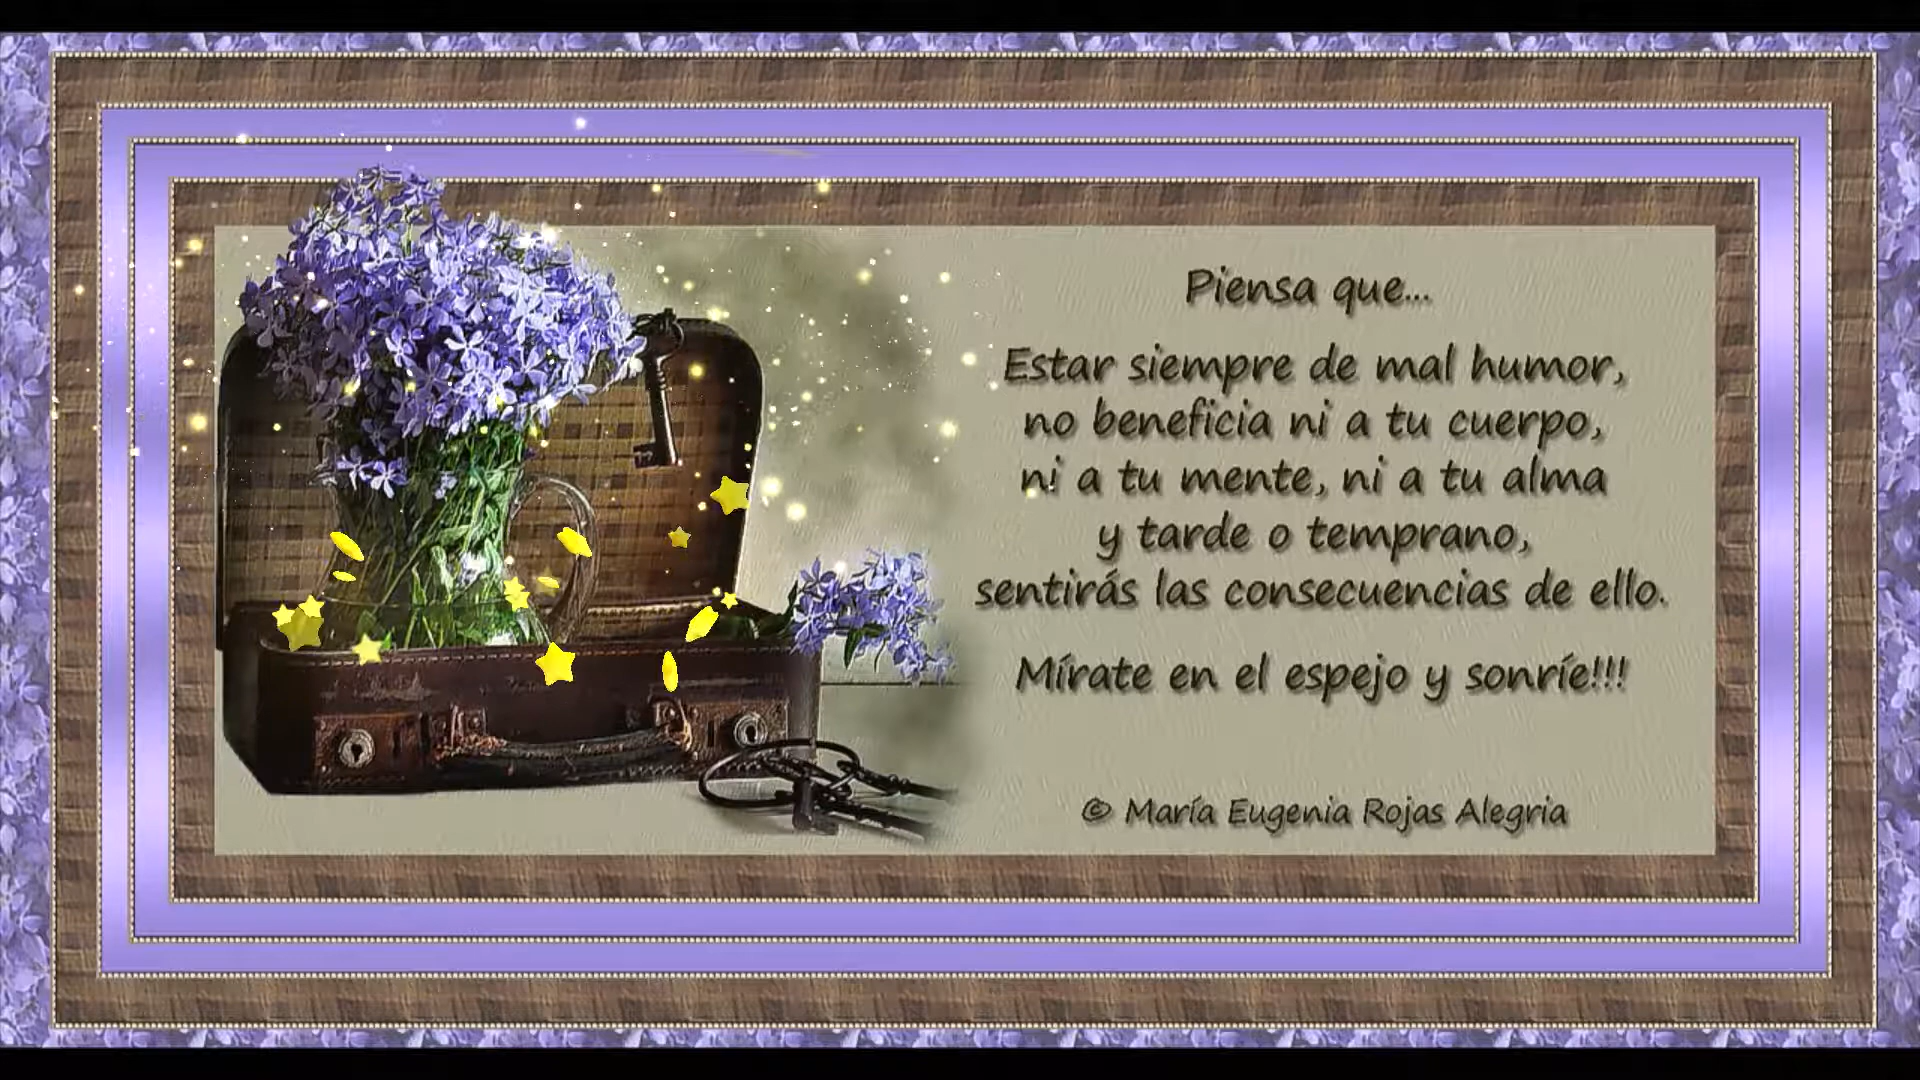 Piensa que...
Estar siempre de mal humor,
no beneficia ni a tu cuerpo,
ni a tu mente, ni a tu alma
y tarde o temprano,
sentirás las consecuencias de ello.
Mírate en el espejo y sonríe!!!
© María Eugenia Rojas Alegria